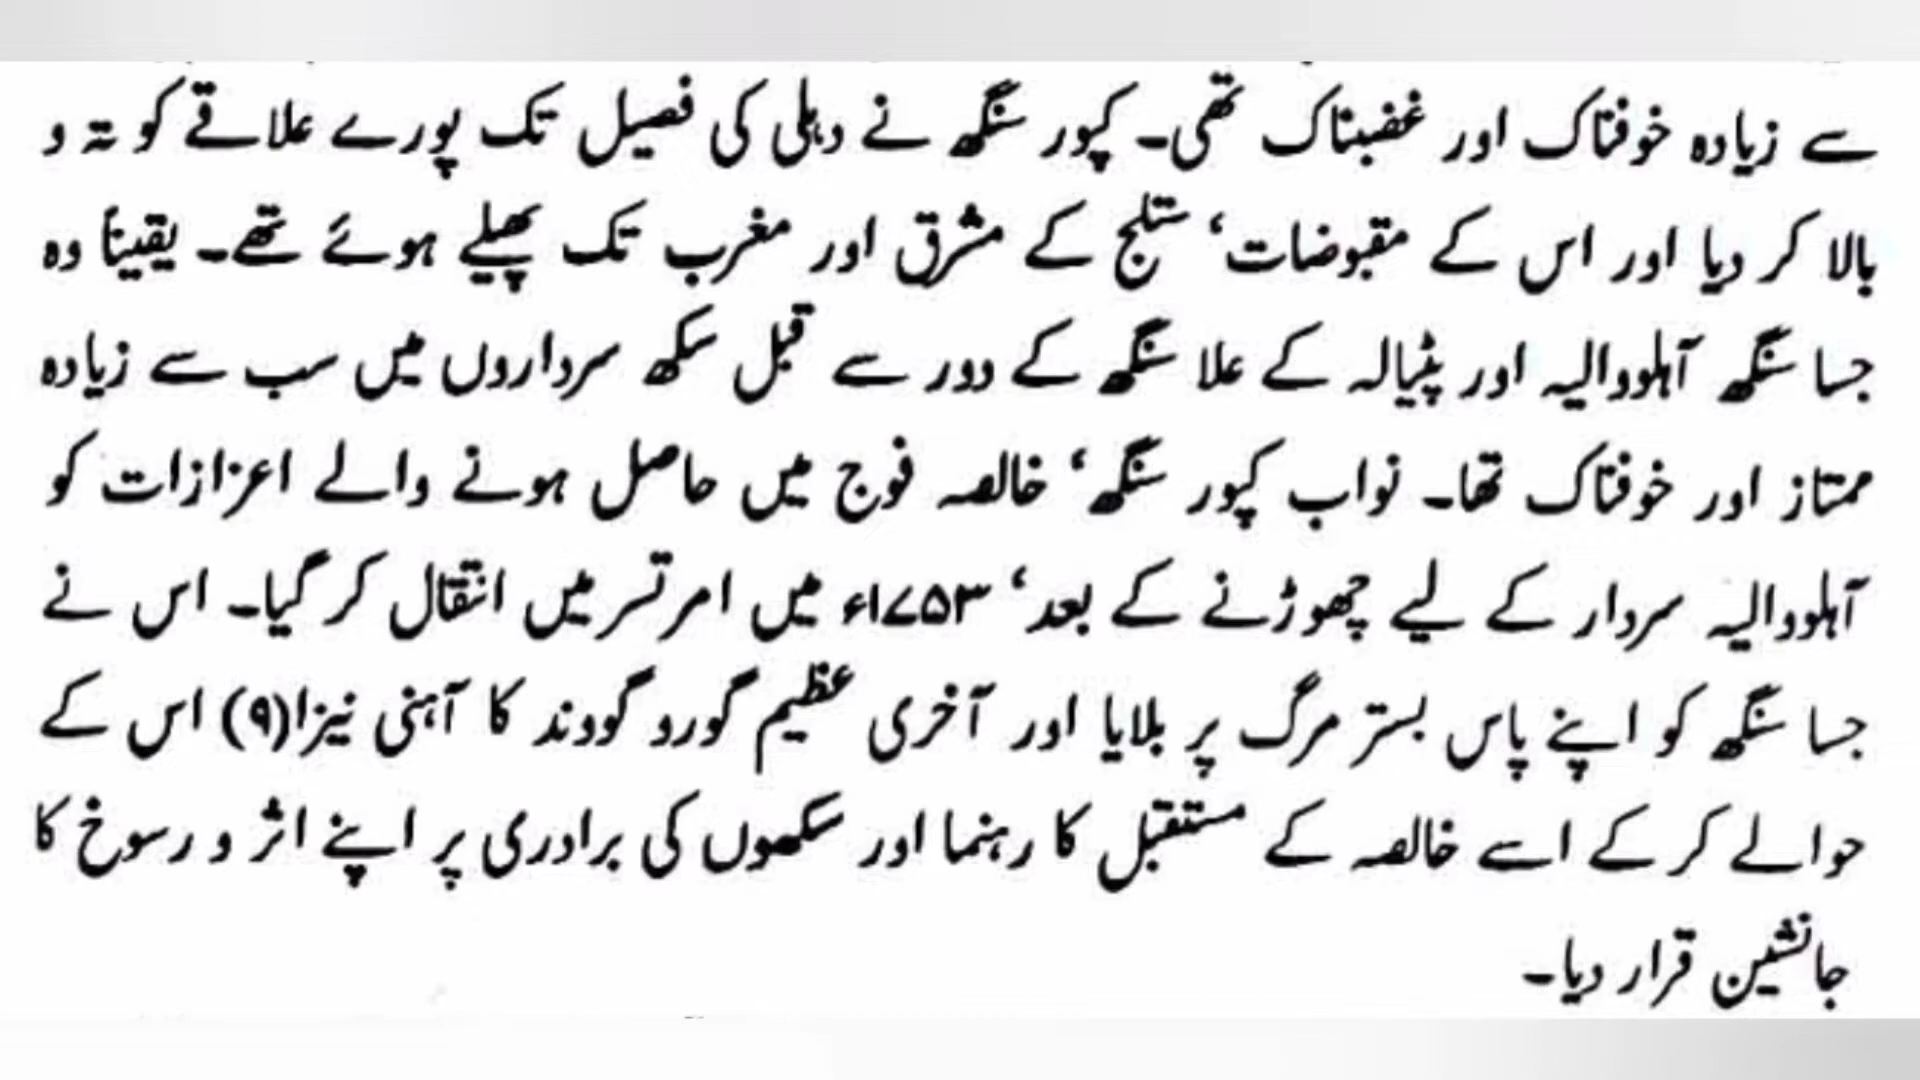 سے زیادہ خوفناک اور غضبناک تھی۔ کپور سنگھ نے دہلی کی فصیل تک پورے علاقے کو تہ و
بالا کر دیا اور اس کے مقبوضات‘ ستلج کے مشرق اور مغرب تک پھیلے ہوئے تھے۔ یقیناً وہ
جسا سنگھ آہلووالیہ اور پٹیالہ کے علا سنگھ کے دور سے قبل سکھ سرداروں میں سب سے زیادہ
ممتاز اور خوفناک تھا۔ نواب کپور سنگھ‘ خالصہ فوج میں حاصل ہونے والے اعزازات کو
آہلووالیہ سردار کے لیے چھوڑنے کے بعد‘ ۱۷۵۳ء میں امرتسر میں انتقال کر گیا۔ اس نے
جسا سنگھ کو اپنے پاس بستر مرگ پر بلایا اور آخری عظیم گورو گووند کا آہنی نیزا(۹) اس کے
حوالے کر کے اسے خالصہ کے مستقبل کا رہنما اور سکھوں کی برادری پر اپنے اثر و رسوخ کا
جانشین قرار دیا۔